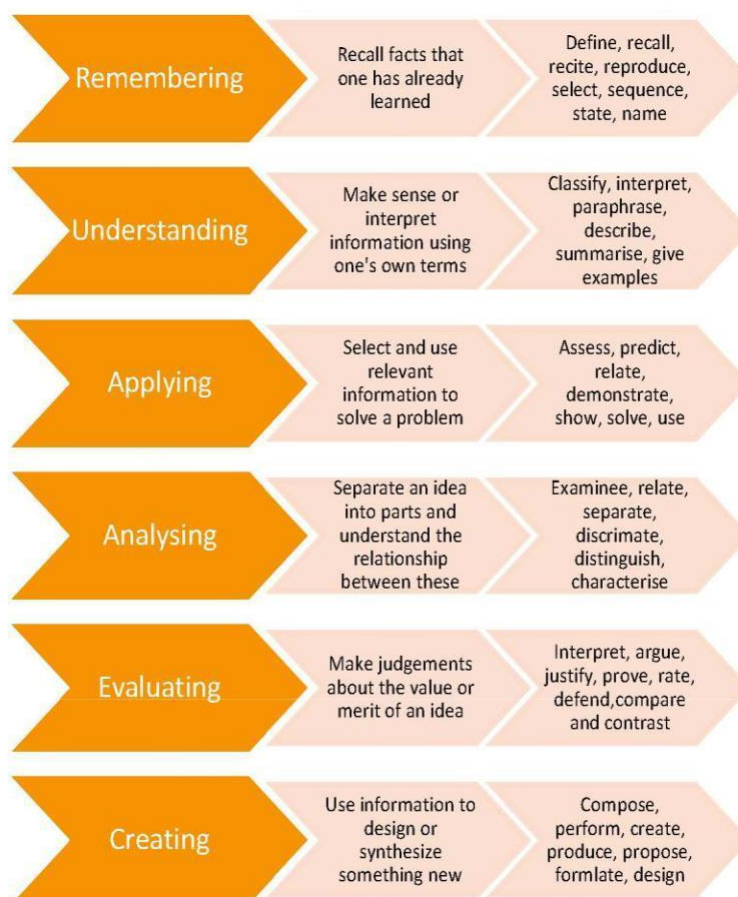 Remembering
Recall facts that
one has already
learned
Define, recall,
recite, reproduce,
select, sequence,
state, name
Understanding
Make sense or
interpret
information using
one's own terms
Classify, interpret,
paraphrase,
describe,
summarise, give
examples
Applying
Select and use
relevant
information to
solve a problem
Assess, predict,
relate,
demonstrate,
show, solve, use
Analysing
Separate an idea
into parts and
understand the
relationship
between these
Examinee, relate,
separate,
discrimate,
distinguish,
characterise
Evaluating
Make judgements
about the value or
merit of an idea
Interpret, argue,
justify, prove, rate,
defend,compare
and contrast
Creating
Use information to
design or
synthesize
something new
Compose,
perform, create,
produce, propose,
formlate, design